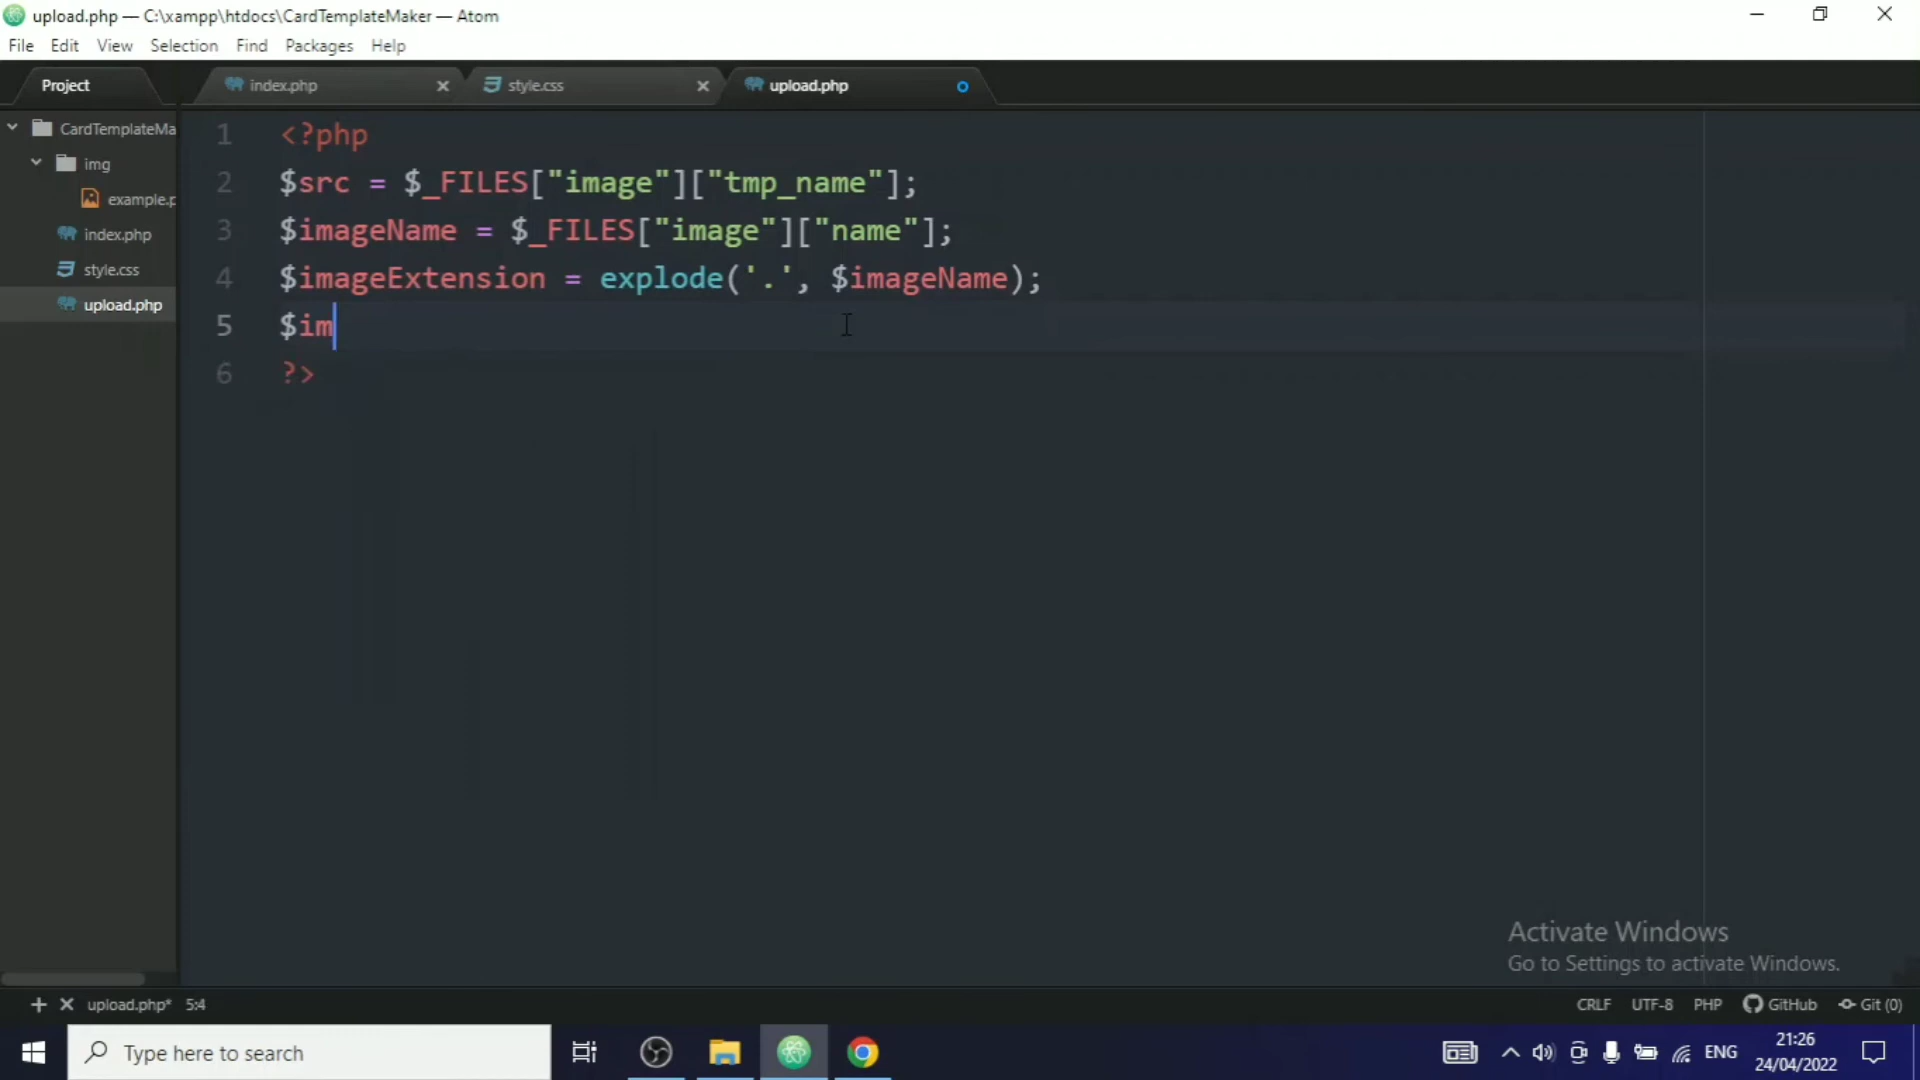 upload.php — C:\xampp\htdocs\CardTemplateMaker — Atom
File Edit View Selection Find Packages Help
Project
index.php
style.css
upload.php
CardTemplateMa
img
example.p
index.php
style.css
upload.php
1 <?php
2 $src = $_FILES["image"]["tmp_name"];
3 $imageName = $_FILES["image"]["name"];
4 $imageExtension = explode('.', $imageName);
5 $im
6 ?>
Activate Windows
Go to Settings to activate Windows.
upload.php* 5:4
CRLF UTF-8 PHP GitHub Git (0)
Type here to search
ENG
21:26
24/04/2022